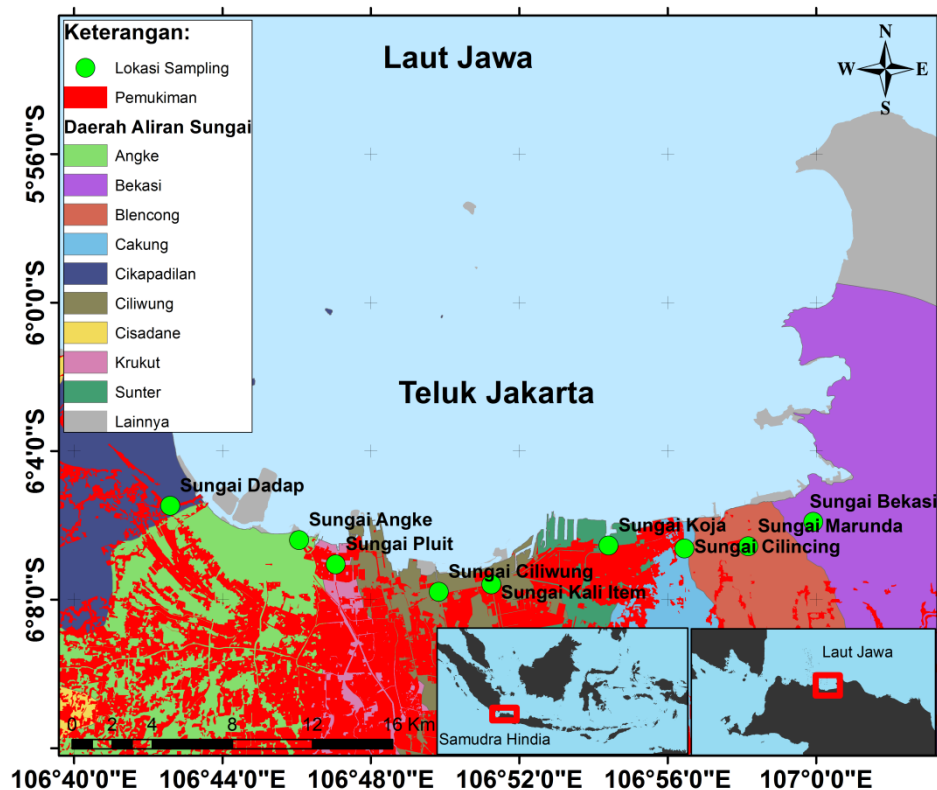 Keterangan:
Lokasi Sampling
Pemukiman
Daerah Aliran Sungai
Angke
Bekasi
Blencong
Cakung
Cikapadilan
Ciliwung
Cisadane
Krukut
Sunter
Lainnya
Laut Jawa
N
W E
S
Teluk Jakarta
Sungai Dadap
Sungai Angke
Sungai Pluit
Sungai Ciliwung
Sungai Kali Item
Sungai Koja
Sungai Cilincing
Sungai Marunda
Sungai Bekasi
5°56'0"S
6°0'0"S
6°4'0"S
6°8'0"S
0 2 4 8 12 16 Km
Samudra Hindia
Laut Jawa
106°40'0"E 106°44'0"E 106°48'0"E 106°52'0"E 106°56'0"E 107°0'0"E